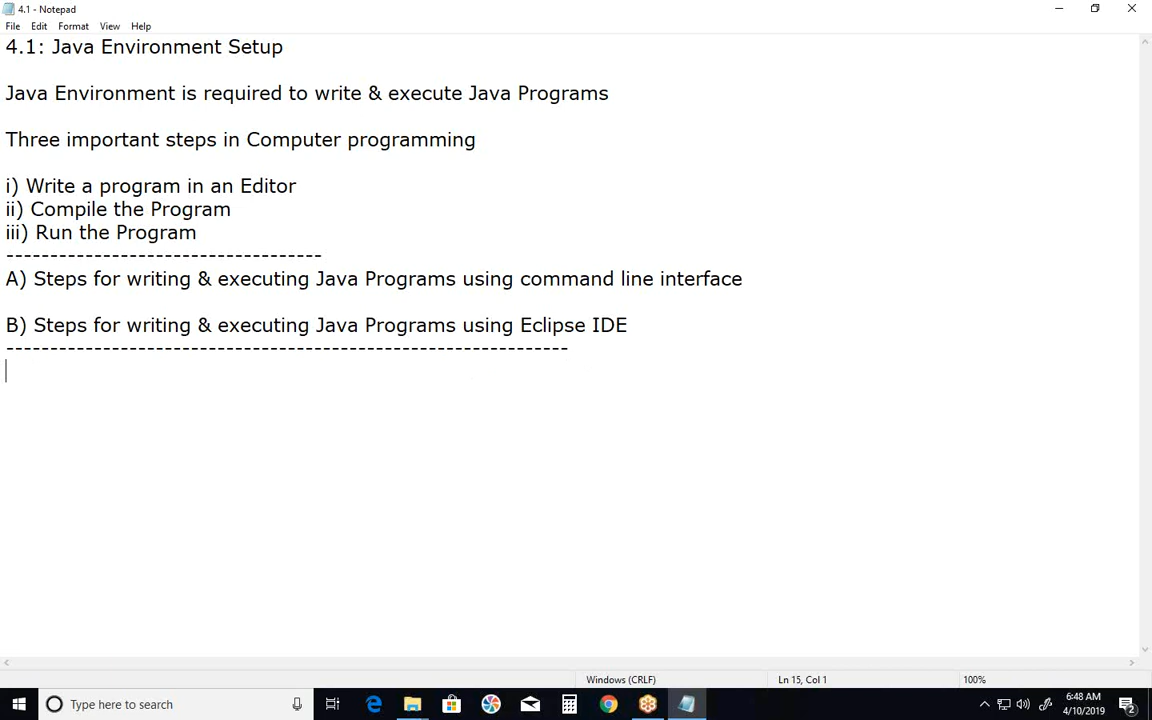 4.1 - Notepad
File Edit Format View Help
4.1: Java Environment Setup
Java Environment is required to write & execute Java Programs
Three important steps in Computer programming
i) Write a program in an Editor
ii) Compile the Program
iii) Run the Program
------------------------------------
A) Steps for writing & executing Java Programs using command line interface
B) Steps for writing & executing Java Programs using Eclipse IDE
----------------------------------------------------------------
Windows (CRLF) Ln 15, Col 1 100%
Type here to search
6:48 AM
4/10/2019
2